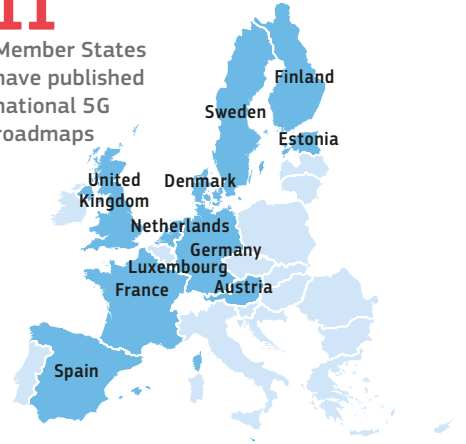 11
Member States
have published
national 5G
roadmaps
Finland
Sweden
Estonia
United
Kingdom
Denmark
Netherlands
Germany
Luxembourg
France
Austria
Spain